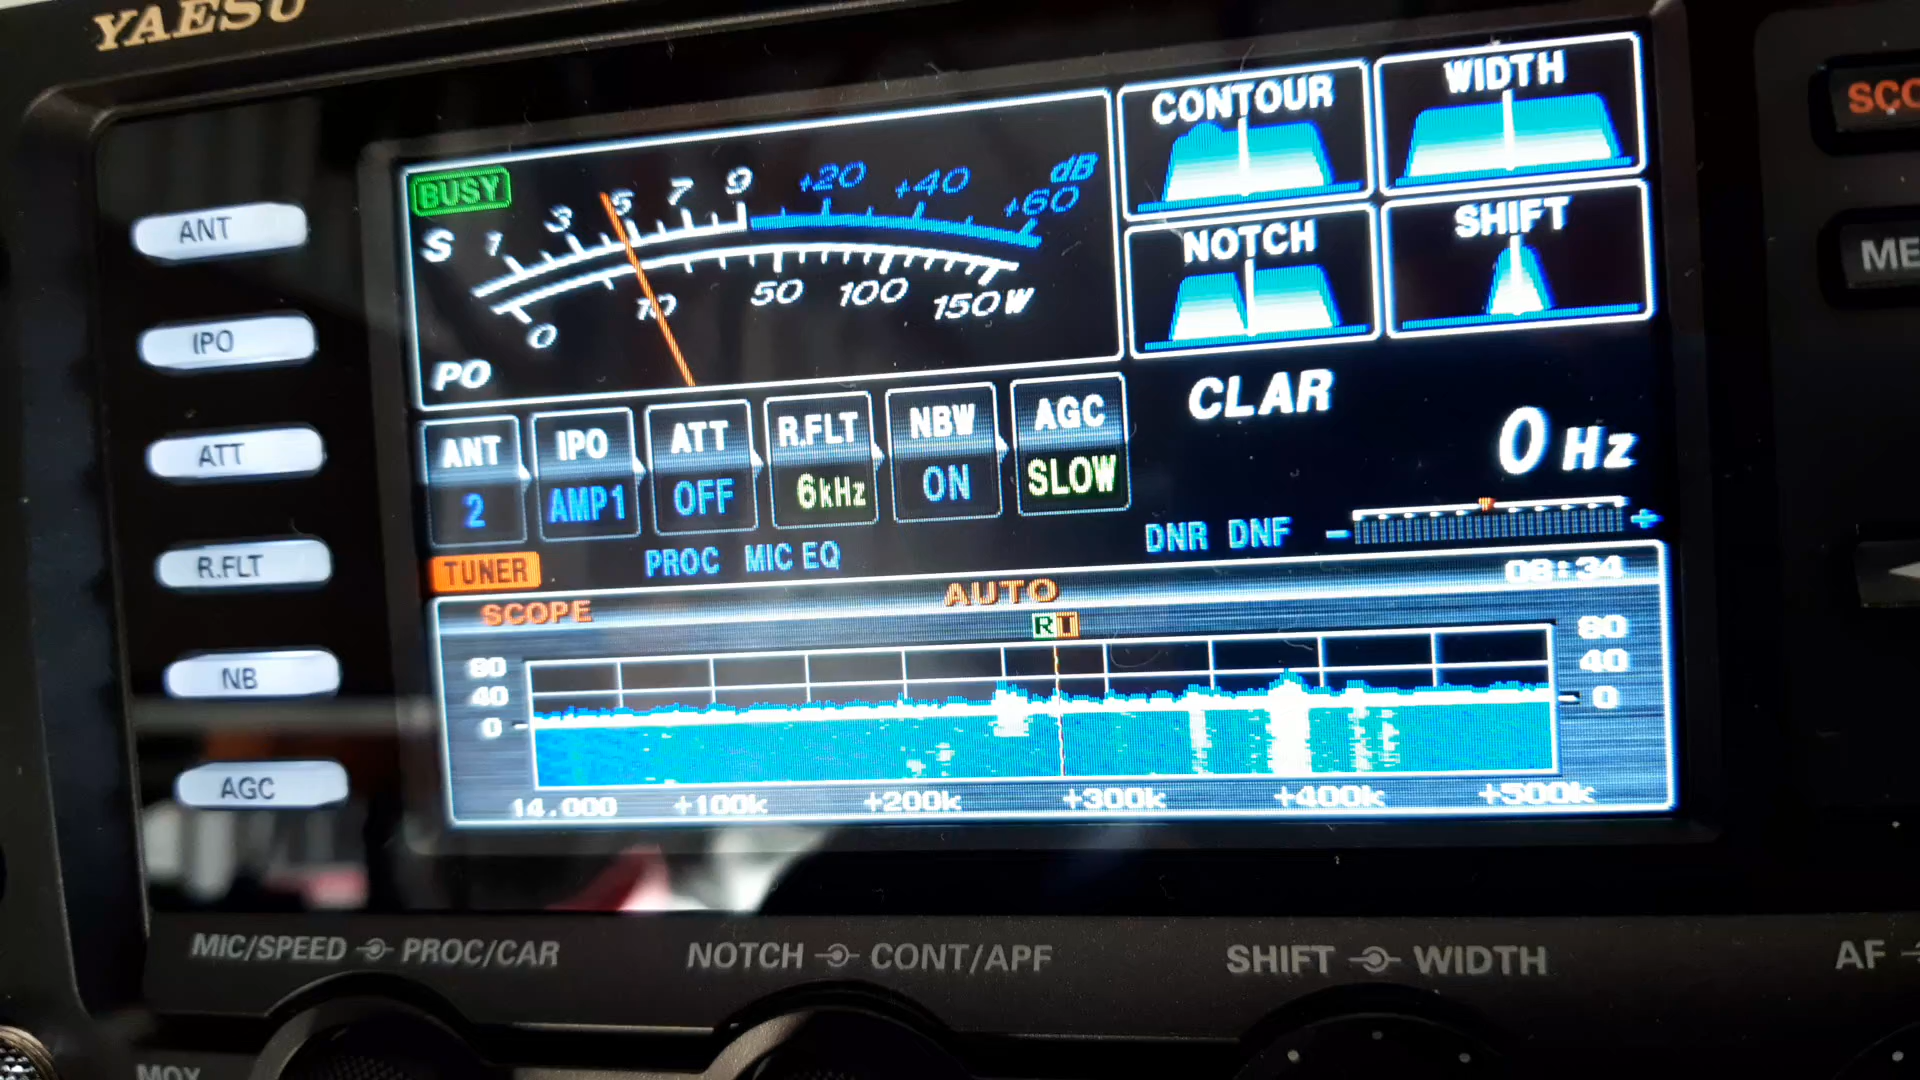 YAESU
CONTOUR
WIDTH
BUSY
S 1 3 5 7 9 +20 +40 +60 dB
0 10 50 100 150 W
PO
NOTCH
SHIFT
ANT
IPO
ATT
R.FLT
NB
AGC
ANT IPO ATT R.FLT NBW AGC
2 AMP1 OFF 6kHz ON SLOW
CLAR
0 Hz
TUNER PROC MIC EQ DNR DNF - +
SCOPE AUTO 08:34
R T
80 80
40 40
0 0
14.000 +100k +200k +300k +400k +500k
MIC/SPEED PROC/CAR NOTCH CONT/APF SHIFT WIDTH AF
MOX